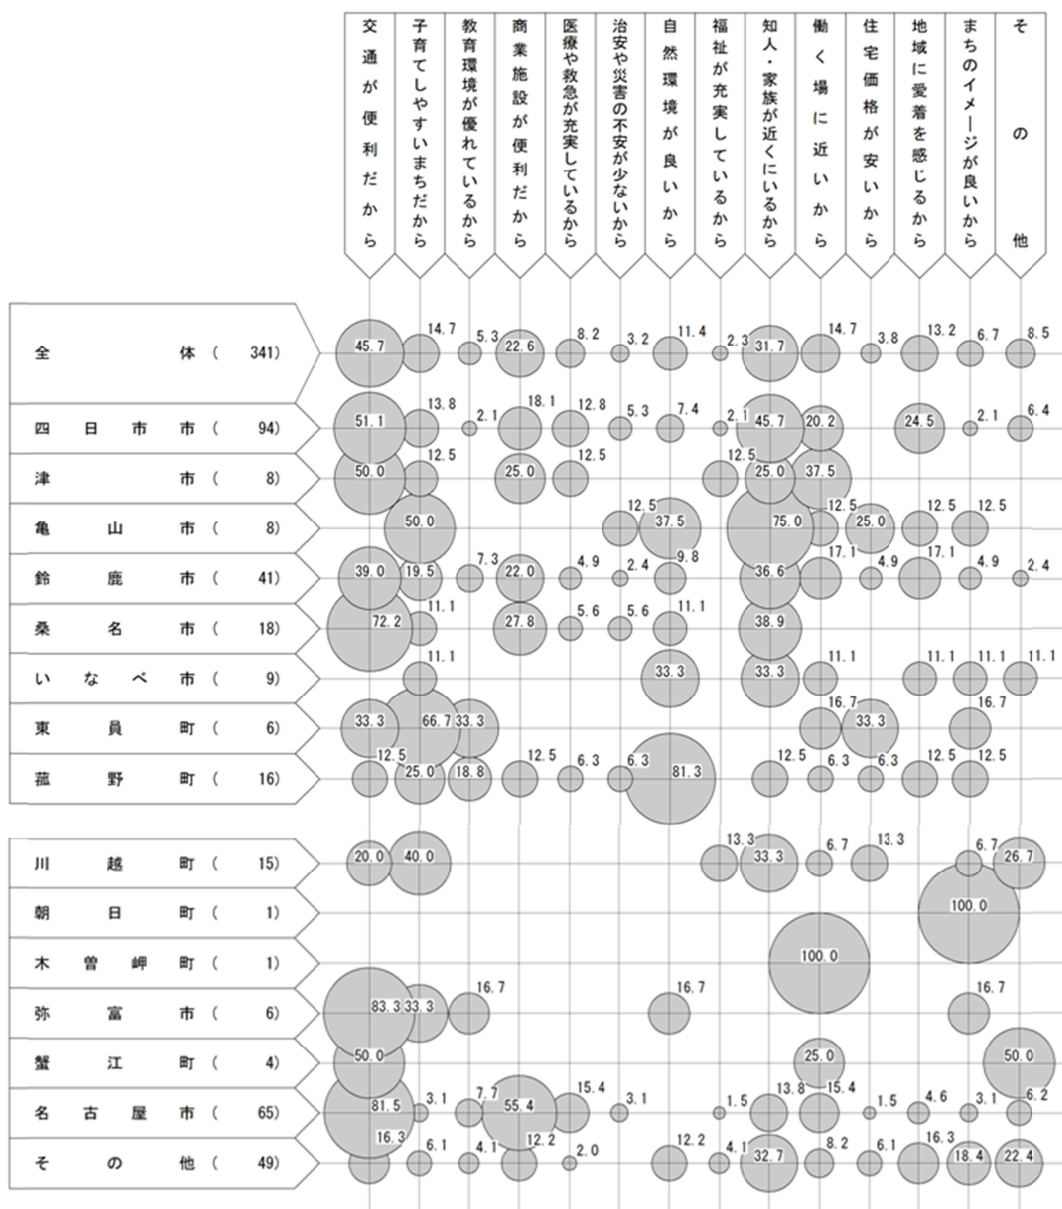 交通が便利だから
子育てしやすいまちだから
教育環境が優れているから
商業施設が便利だから
医療や救急が充実しているから
治安や災害の不安が少ないから
自然環境が良いから
福祉が充実しているから
知人・家族が近くにいるから
働く場に近いから
住宅価格が安いから
地域に愛着を感じるから
まちのイメージが良いから
その他
全体( 341) 45.7 14.7 5.3 22.6 8.2 3.2 11.4 2.3 31.7 14.7 3.8 13.2 6.7 8.5
四日市市( 94) 51.1 13.8 2.1 18.1 12.8 5.3 7.4 2.1 45.7 20.2 24.5 2.1 6.4
津市( 8) 50.0 12.5 25.0 12.5 12.5 25.0 37.5
亀山市( 8) 50.0 12.5 37.5 75.0 12.5 25.0 12.5 12.5
鈴鹿市( 41) 39.0 19.5 7.3 22.0 4.9 2.4 9.8 36.6 17.1 4.9 17.1 4.9 2.4
桑名市( 18) 72.2 11.1 27.8 5.6 5.6 11.1 38.9
いなべ市( 9) 11.1 33.3 33.3 11.1 11.1 11.1 11.1
東員町( 6) 33.3 66.7 33.3 16.7 33.3 16.7
菰野町( 16) 12.5 25.0 18.8 12.5 6.3 6.3 81.3 12.5 6.3 6.3 12.5 12.5
川越町( 15) 20.0 40.0 13.3 33.3 6.7 13.3 6.7 26.7
朝日町( 1) 100.0
木曽岬町( 1) 100.0
弥富市( 6) 83.3 33.3 16.7 16.7 16.7
蟹江町( 4) 50.0 25.0 50.0
名古屋市( 65) 81.5 3.1 7.7 55.4 15.4 3.1 1.5 13.8 15.4 1.5 4.6 3.1 6.2
その他( 49) 16.3 6.1 4.1 12.2 2.0 12.2 4.1 32.7 8.2 6.1 16.3 18.4 22.4